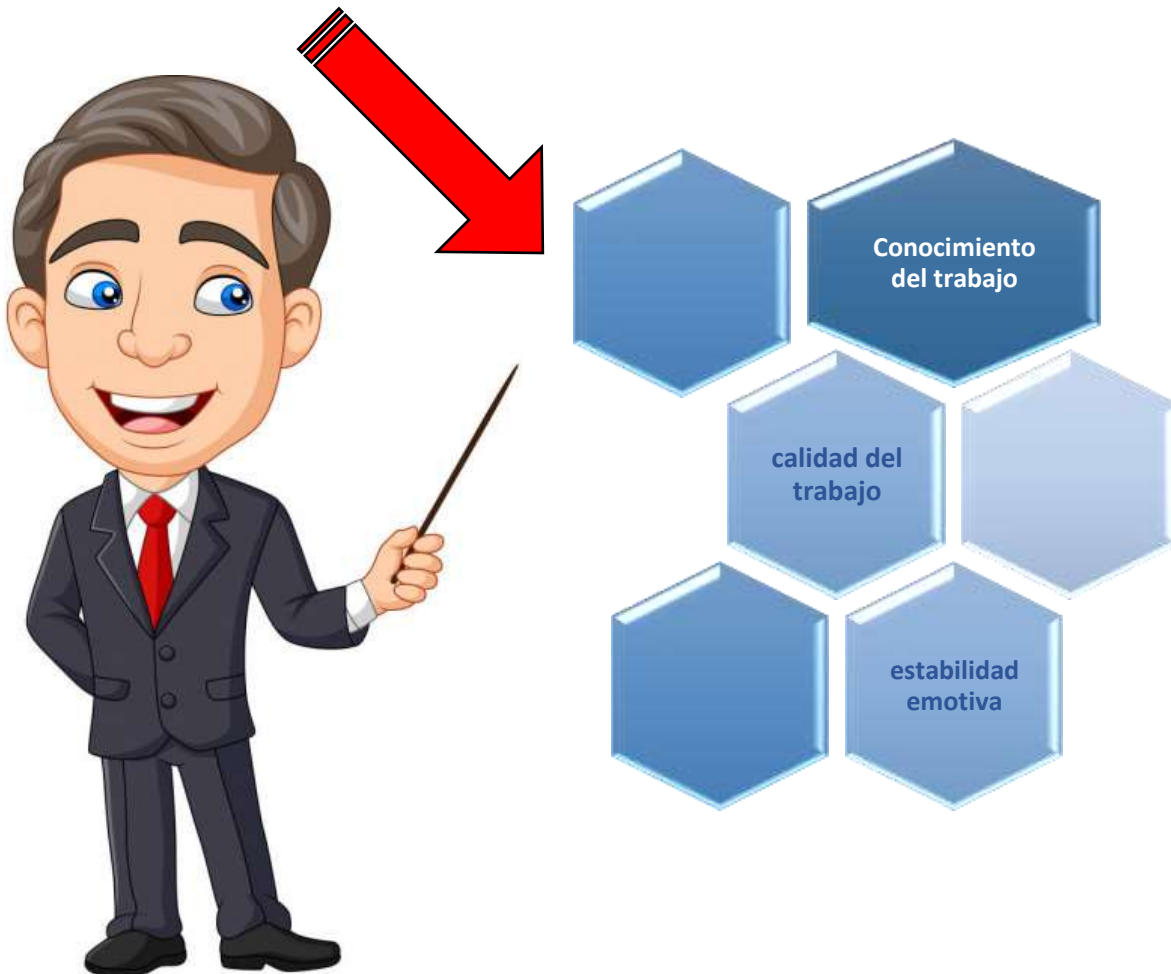 Conocimiento
del trabajo
calidad del
trabajo
estabilidad
emotiva